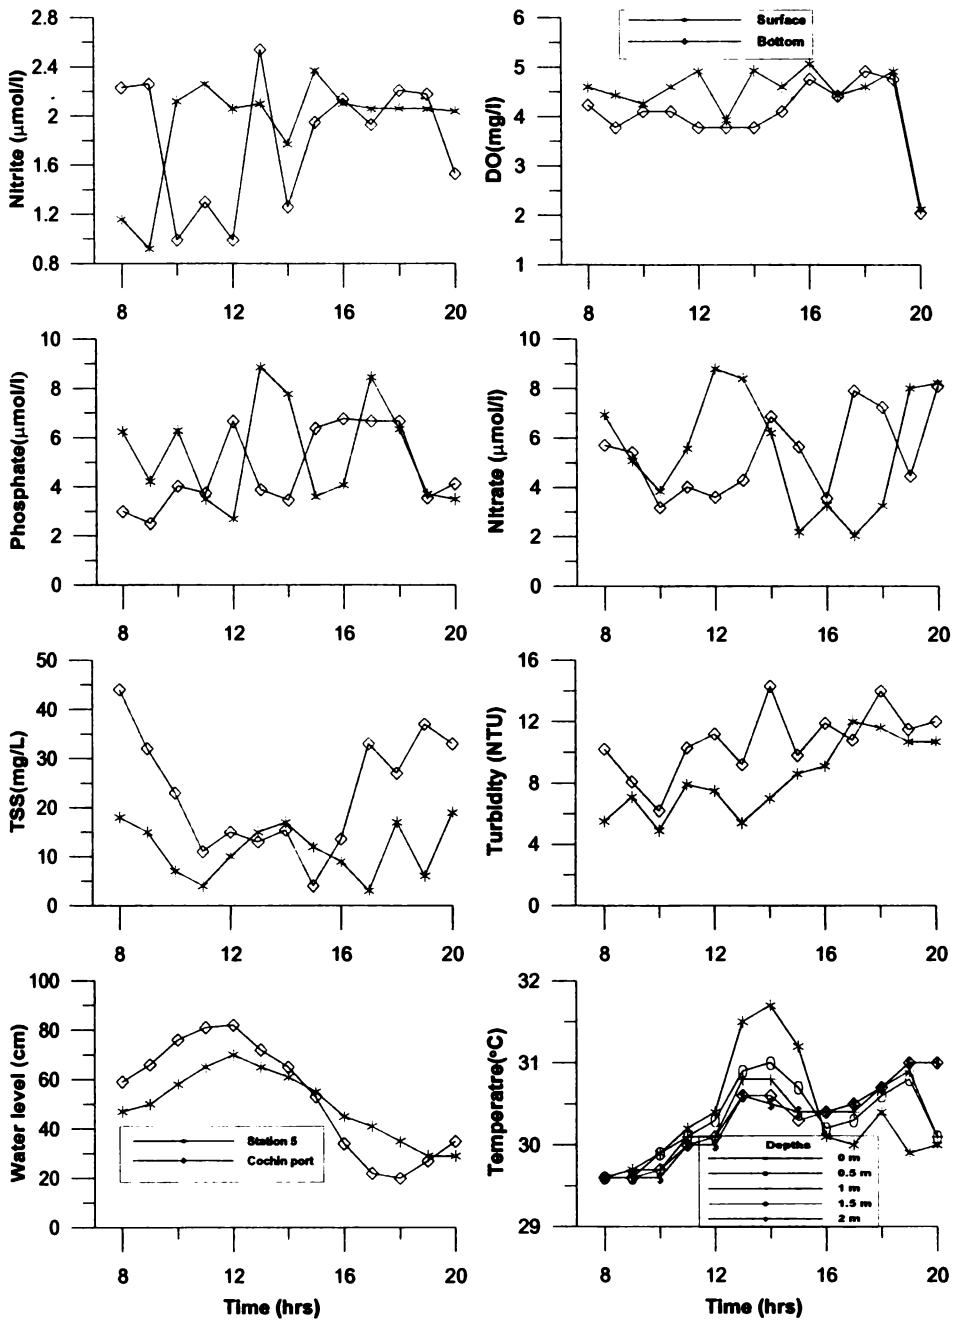 2.8
2.4
2
1.6
1.2
0.8
Nitrite (μmol/l)
8 12 16 20
6
5
4
3
2
1
DO(mg/l)
Surface
Bottom
8 12 16 20
10
8
6
4
2
0
Phosphate(μmol/l)
8 12 16 20
10
8
6
4
2
0
Nitrate (μmol/l)
8 12 16 20
50
40
30
20
10
0
TSS(mg/L)
8 12 16 20
16
12
8
4
0
Turbidity (NTU)
8 12 16 20
100
80
60
40
20
0
Water level (cm)
Station 5
Cochin port
8 12 16 20
Time (hrs)
32
31
30
29
Temperatre(ºC)
Depths
0 m
0.5 m
1 m
1.5 m
2 m
8 12 16 20
Time (hrs)